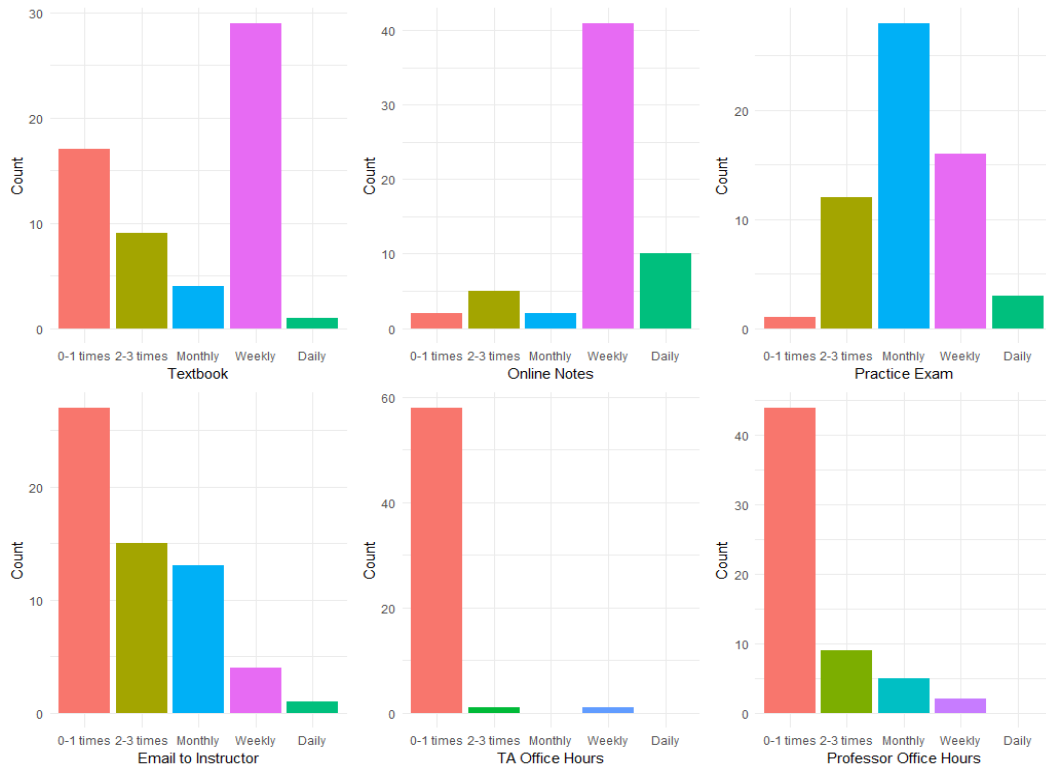 30
20
10
0
Count
0-1 times 2-3 times Monthly Weekly Daily
Textbook
40
30
20
10
0
Count
0-1 times 2-3 times Monthly Weekly Daily
Online Notes
20
10
0
Count
0-1 times 2-3 times Monthly Weekly Daily
Practice Exam
20
10
0
Count
0-1 times 2-3 times Monthly Weekly Daily
Email to Instructor
60
40
20
0
Count
0-1 times 2-3 times Monthly Weekly Daily
TA Office Hours
40
30
20
10
0
Count
0-1 times 2-3 times Monthly Weekly Daily
Professor Office Hours